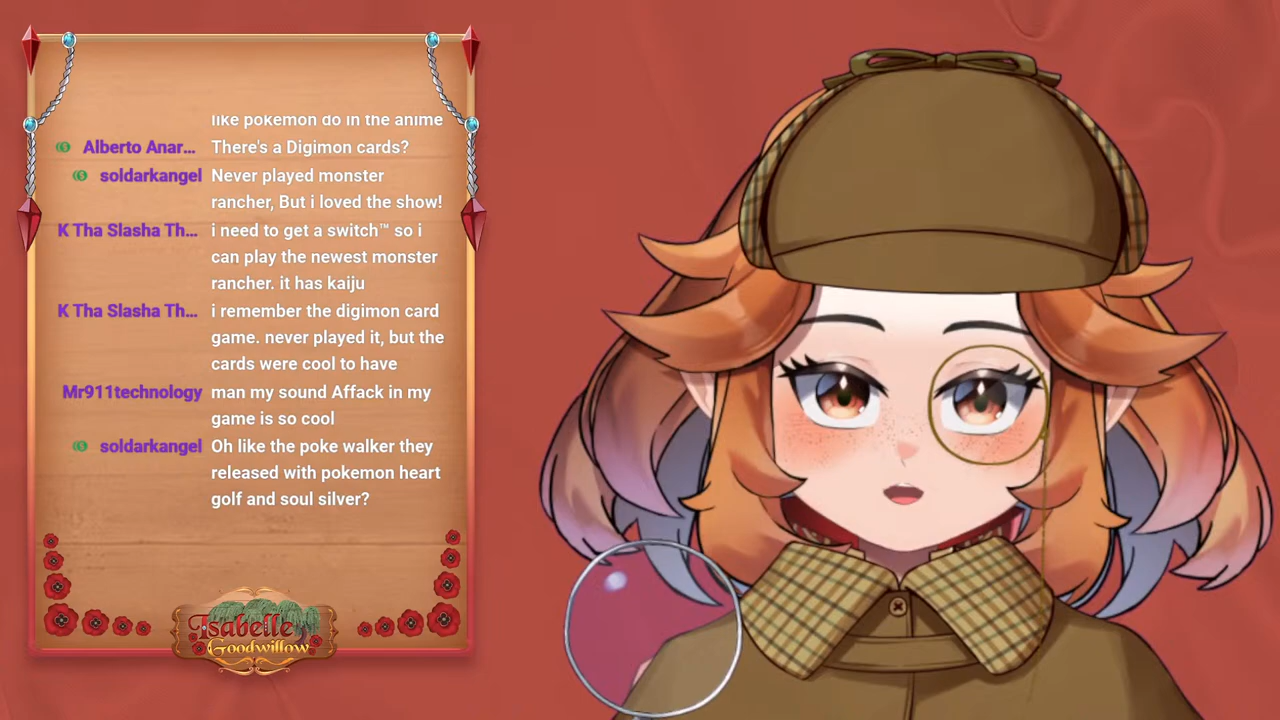 like pokemon do in the anime
Alberto Anar... There's a Digimon cards?
soldarkangel Never played monster
rancher, But i loved the show!
K Tha Slasha Th... i need to get a switch™ so i
can play the newest monster
rancher. it has kaiju
K Tha Slasha Th... i remember the digimon card
game. never played it, but the
cards were cool to have
Mr911technology man my sound Affack in my
game is so cool
soldarkangel Oh like the poke walker they
released with pokemon heart
golf and soul silver?
Isabelle
Goodwillow